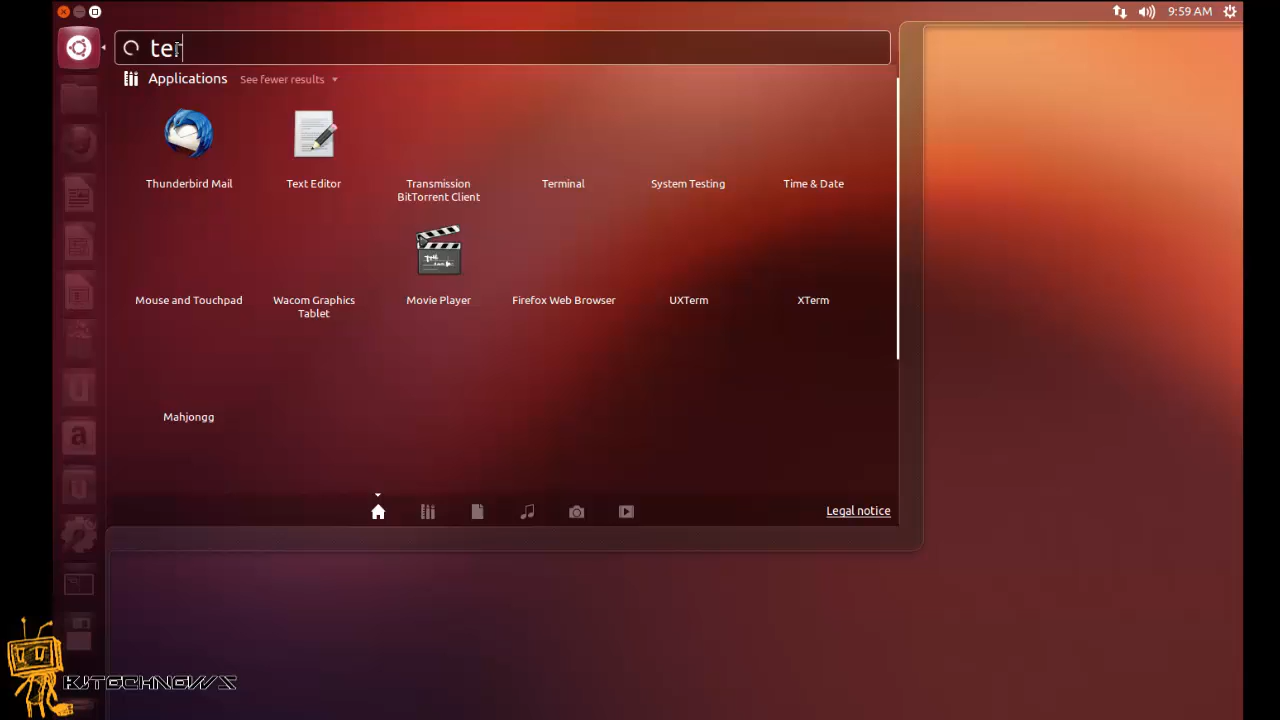 9:59 AM
ter
Applications See fewer results
Thunderbird Mail
Text Editor
Transmission
BitTorrent Client
Terminal
System Testing
Time & Date
Mouse and Touchpad
Wacom Graphics
Tablet
Movie Player
Firefox Web Browser
UXTerm
XTerm
Mahjongg
Legal notice